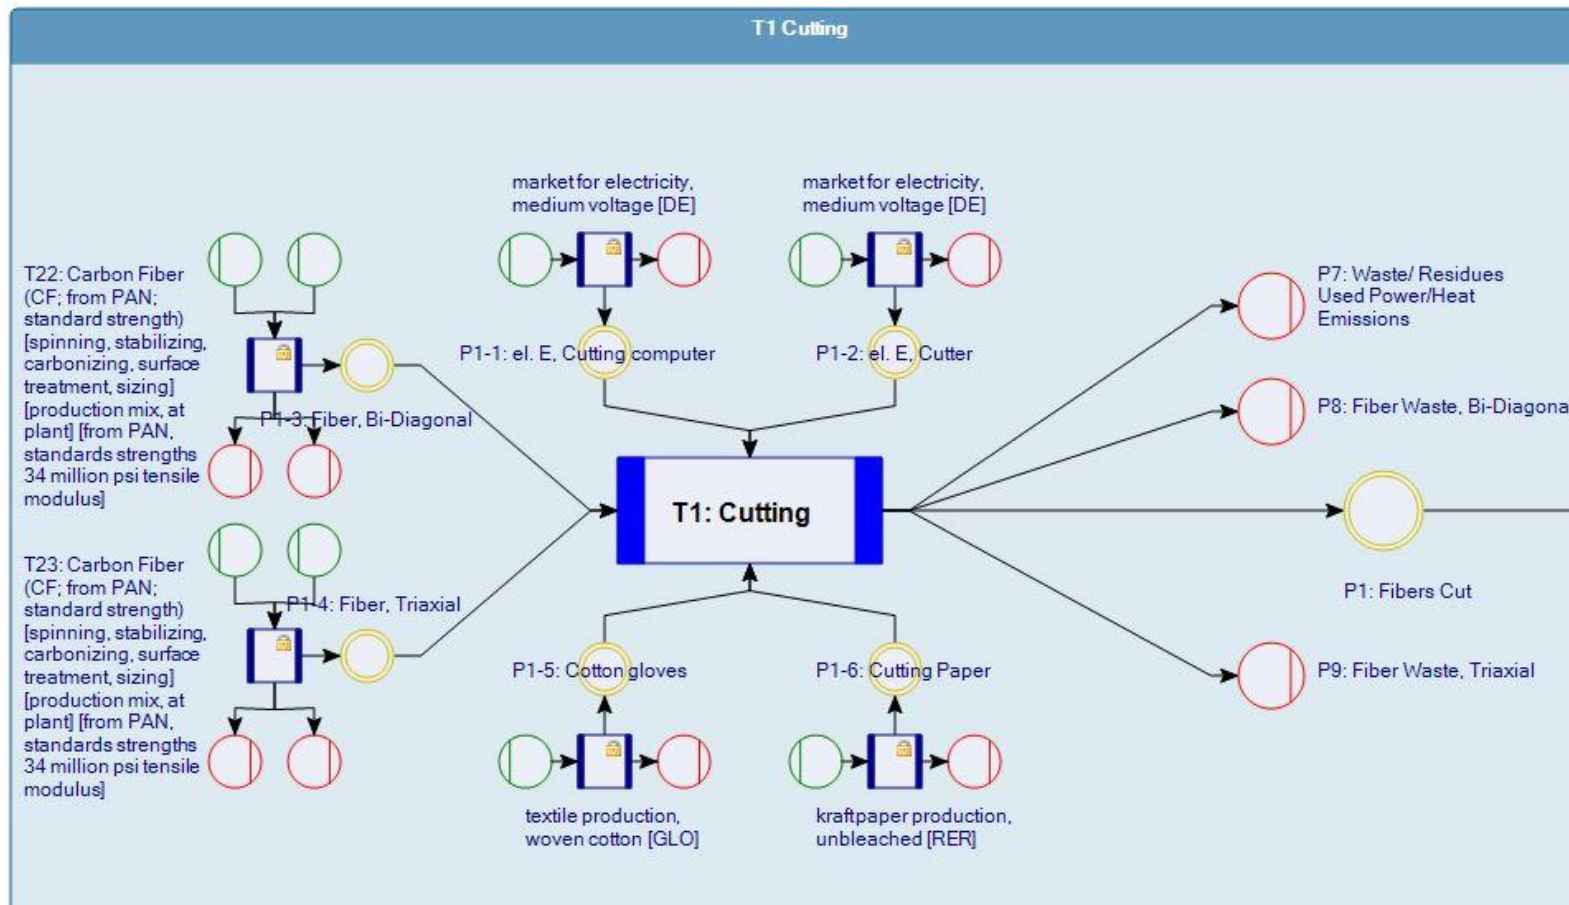 T1 Cutting
market for electricity,
medium voltage [DE]
market for electricity,
medium voltage [DE]
T22: Carbon Fiber
(CF; from PAN;
standard strength)
[spinning, stabilizing,
carbonizing, surface
treatment, sizing]
[production mix, at
plant] [from PAN,
standards strengths
34 million psi tensile
modulus]
P1-1: el. E, Cutting computer
P1-2: el. E, Cutter
P1-3: Fiber, Bi-Diagonal
P7: Waste/ Residues
Used Power/Heat
Emissions
P8: Fiber Waste, Bi-Diagona
T1: Cutting
P1: Fibers Cut
T23: Carbon Fiber
(CF; from PAN;
standard strength)
[spinning, stabilizing,
carbonizing, surface
treatment, sizing]
[production mix, at
plant] [from PAN,
standards strengths
34 million psi tensile
modulus]
P1-4: Fiber, Triaxial
P1-5: Cotton gloves
P1-6: Cutting Paper
P9: Fiber Waste, Triaxial
textile production,
woven cotton [GLO]
kraftpaper production,
unbleached [RER]